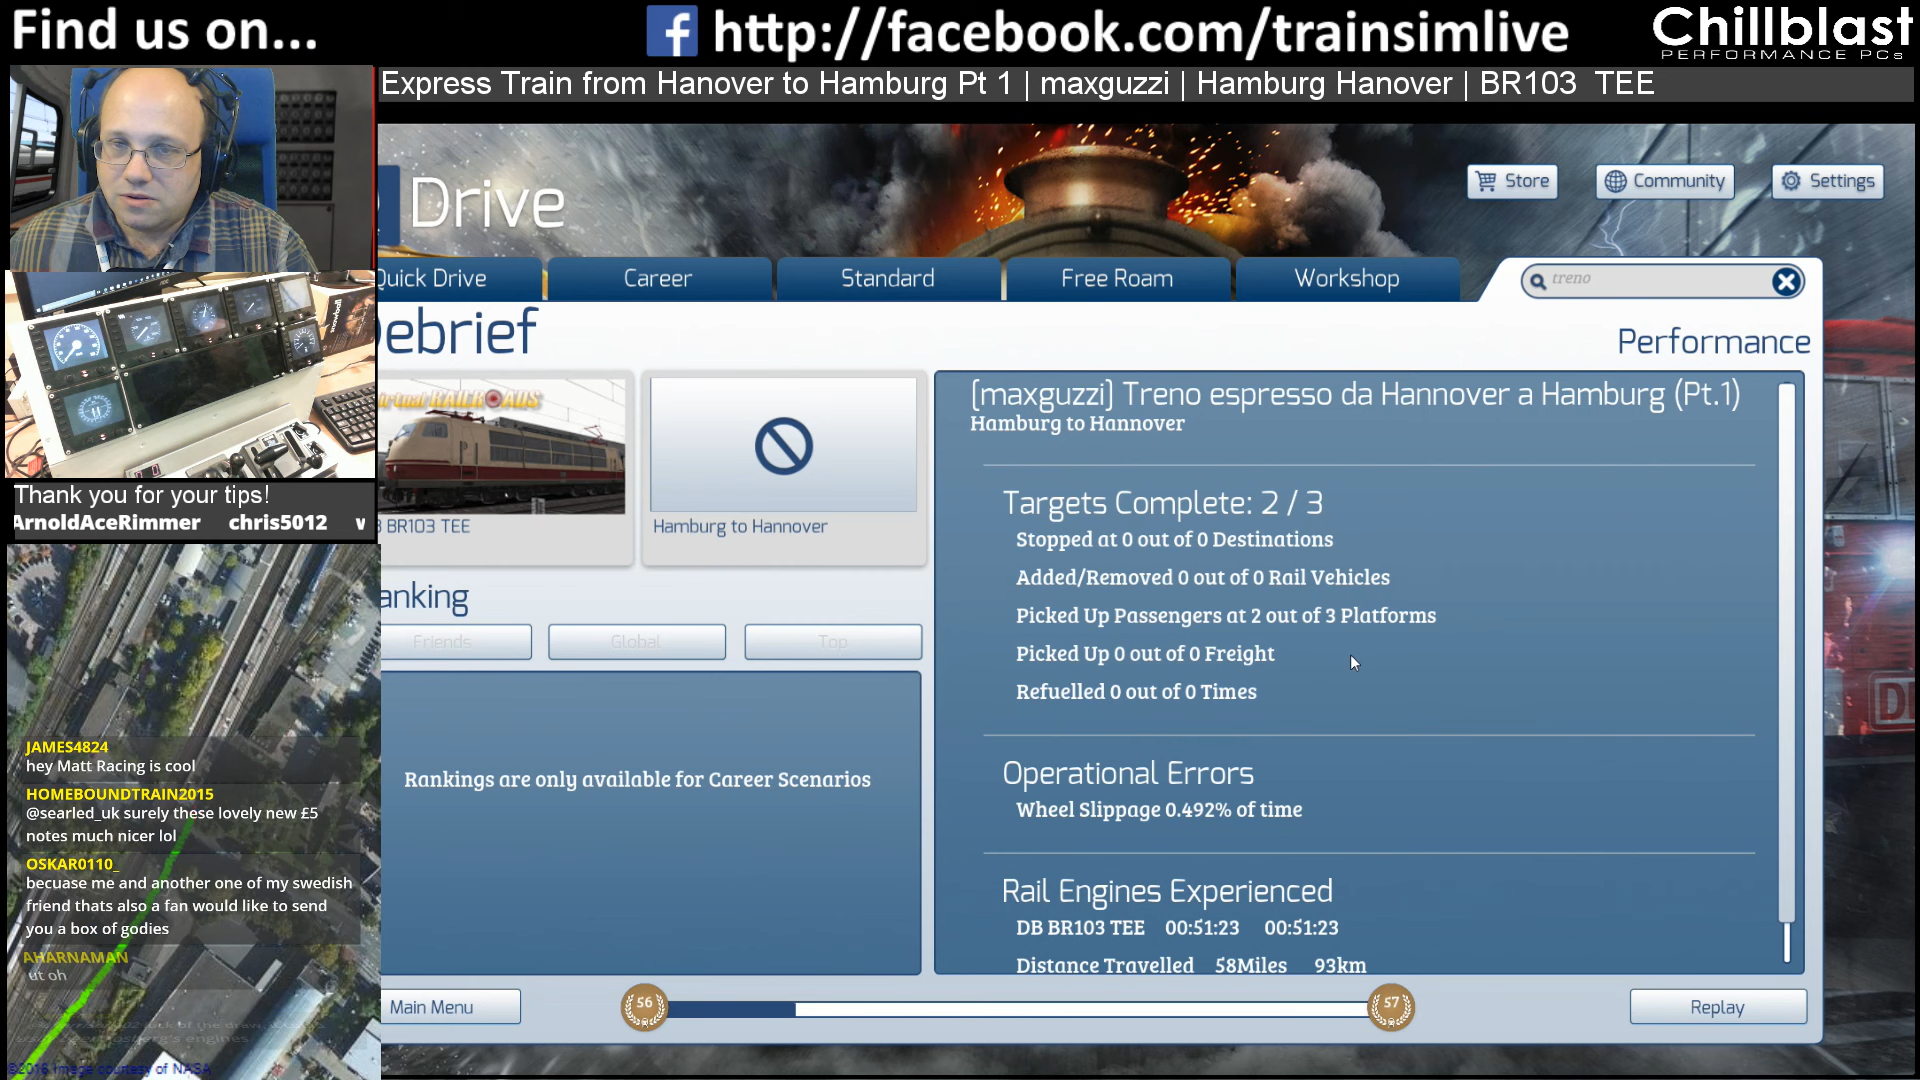 Find us on...
f http://facebook.com/trainsimlive
Chillblast
PERFORMANCE PCs
Express Train from Hanover to Hamburg Pt 1 | maxguzzi | Hamburg Hanover | BR103 TEE
Drive
Store
Community
Settings
Quick Drive
Career
Standard
Free Roam
Workshop
treno
ebrief
Performance
[maxguzzi] Treno espresso da Hannover a Hamburg (Pt.1)
Hamburg to Hannover
Targets Complete: 2 / 3
Stopped at 0 out of 0 Destinations
Added/Removed 0 out of 0 Rail Vehicles
Picked Up Passengers at 2 out of 3 Platforms
Picked Up 0 out of 0 Freight
Refuelled 0 out of 0 Times
Operational Errors
Wheel Slippage 0.492% of time
Rail Engines Experienced
DB BR103 TEE 00:51:23 00:51:23
Distance Travelled 58Miles 93km
RAILROADS
BR103 TEE
Hamburg to Hannover
anking
Friends
Global
Top
Rankings are only available for Career Scenarios
Main Menu
56
57
Replay
Thank you for your tips!
ArnoldAceRimmer chris5012 v
JAMES4824
hey Matt Racing is cool
HOMEBOUNDTRAIN2015
@searled_uk surely these lovely new £5
notes much nicer lol
OSKAR0110_
becuase me and another one of my swedish
friend thats also a fan would like to send
you a box of godies
AHARNAMAN
ut oh
©2016 Image courtesy of NASA